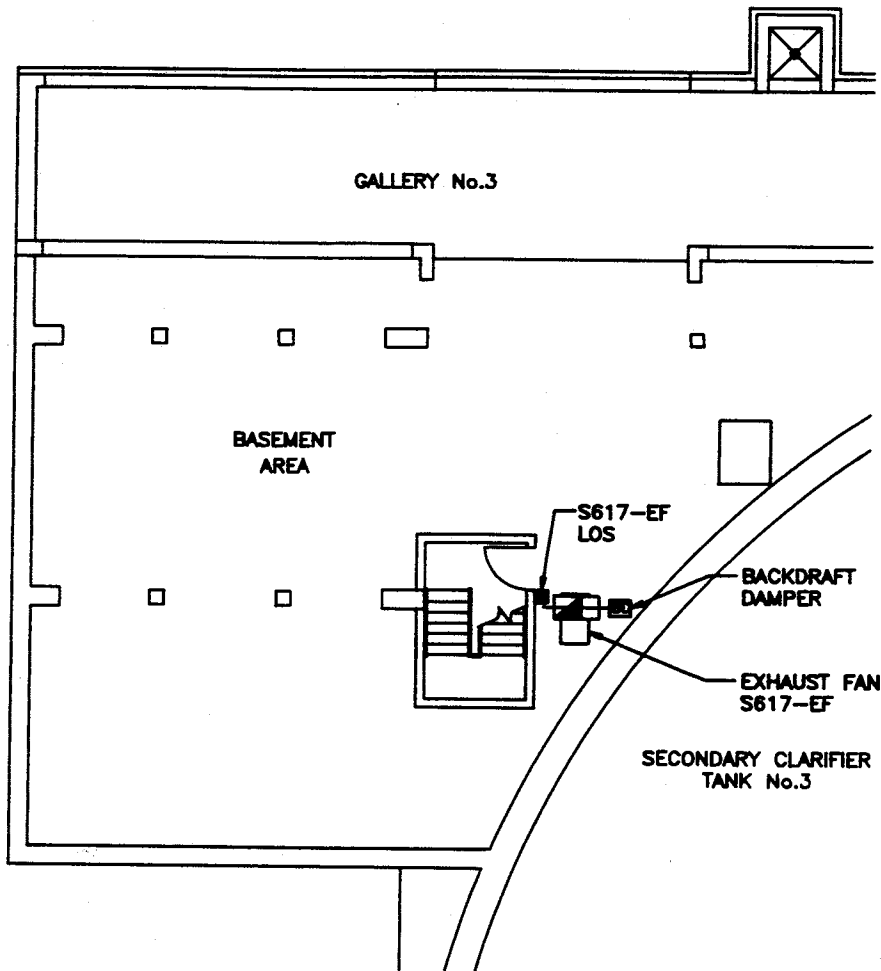 GALLERY No.3
BASEMENT
AREA
S617-EF
LOS
BACKDRAFT
DAMPER
EXHAUST FAN
S617-EF
SECONDARY CLARIFIER
TANK No.3